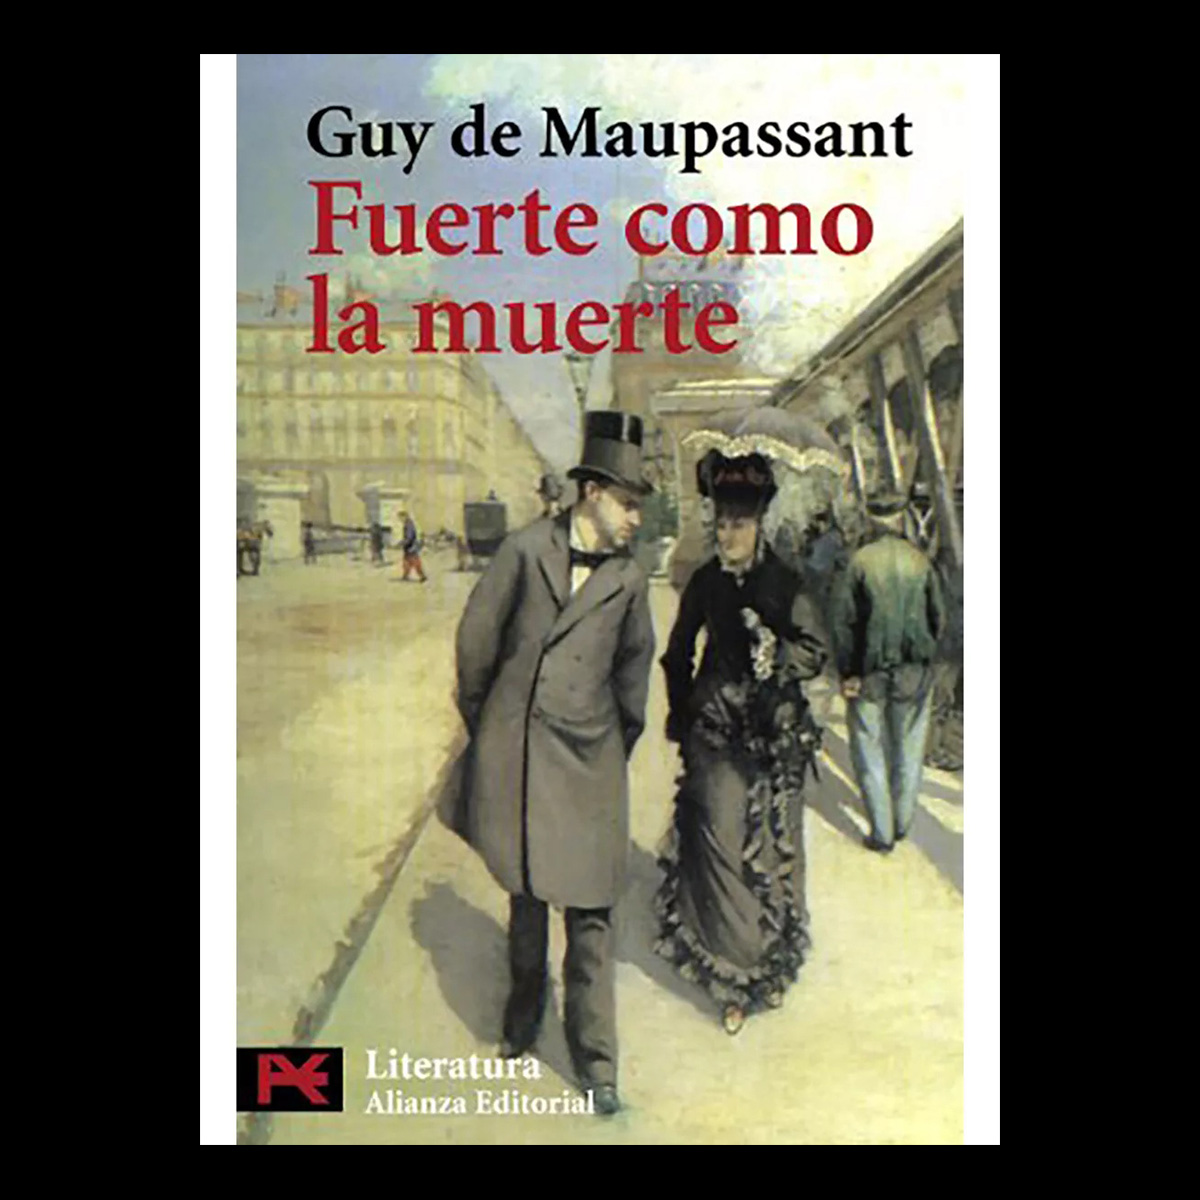 Guy de Maupassant
Fuerte como
la muerte
Literatura
Alianza Editorial